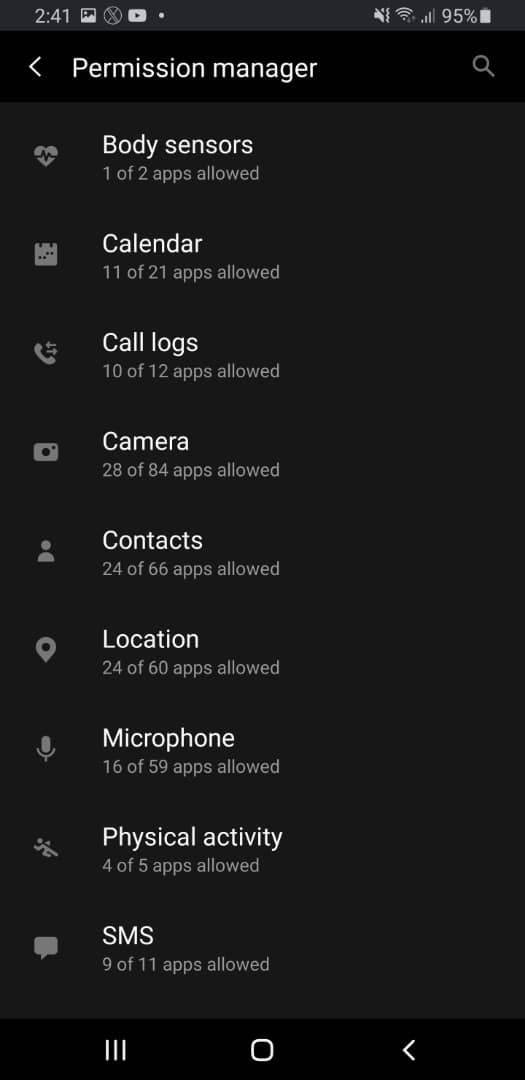 2:41
95%
Permission manager
Body sensors
1 of 2 apps allowed
Calendar
11 of 21 apps allowed
Call logs
10 of 12 apps allowed
Camera
28 of 84 apps allowed
Contacts
24 of 66 apps allowed
Location
24 of 60 apps allowed
Microphone
16 of 59 apps allowed
Physical activity
4 of 5 apps allowed
SMS
9 of 11 apps allowed